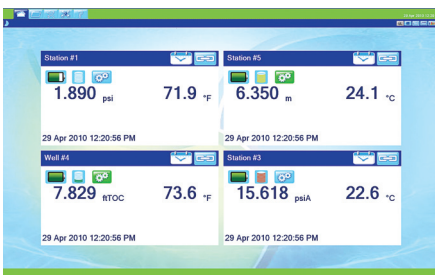 Station #1
1.890 psi 71.9 °F
29 Apr 2010 12:20:56 PM
Station #5
6.350 m 24.1 °C
29 Apr 2010 12:20:56 PM
Well #4
7.829 ftTOC 73.6 °F
29 Apr 2010 12:20:56 PM
Station #3
15.618 psiA 22.6 °C
29 Apr 2010 12:20:56 PM